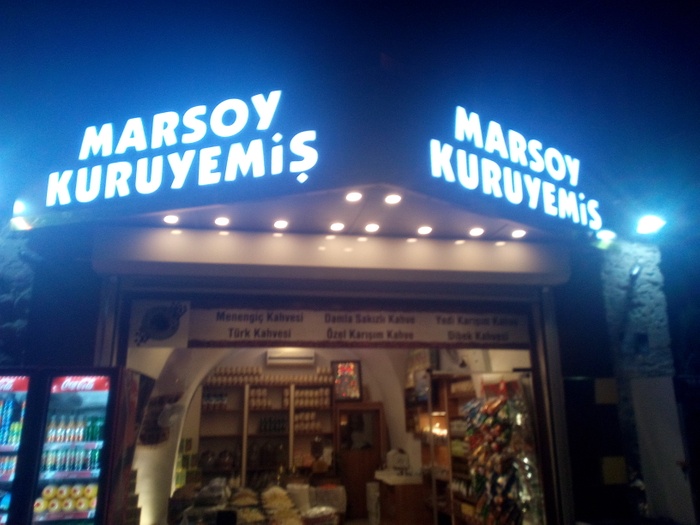 MARSOY
KURUYEMİŞ
MARSOY
KURUYEMİŞ
Menengiç Kahvesi
Damla Sakızlı Kahve
Yedi Karışım Kahve
Türk Kahvesi
Özel Karışım Kahve
Dibek Kahvesi
Coca-Cola